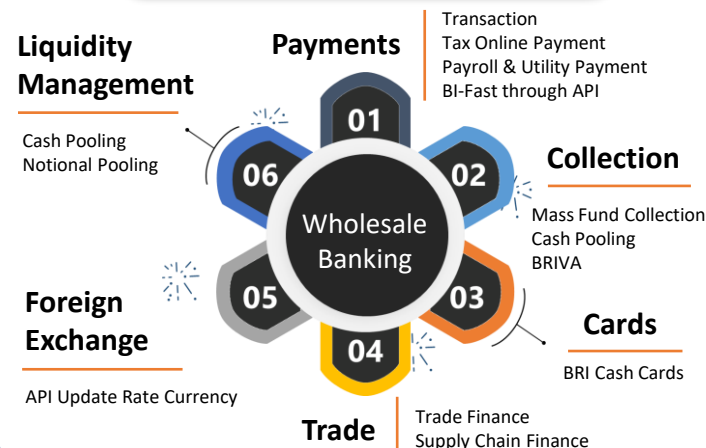 Liquidity
Management
Cash Pooling
Notional Pooling
Payments
Transaction
Tax Online Payment
Payroll & Utility Payment
BI-Fast through API
01
06
02
Collection
Mass Fund Collection
Cash Pooling
BRIVA
Wholesale
Banking
05
03
Foreign
Exchange
API Update Rate Currency
Cards
BRI Cash Cards
04
Trade
Trade Finance
Supply Chain Finance